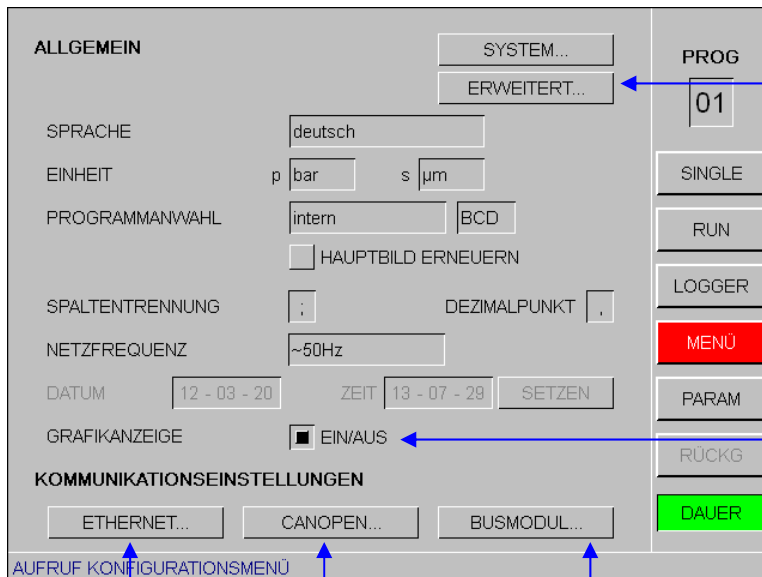 ALLGEMEIN
SYSTEM...
ERWEITERT...
SPRACHE deutsch
EINHEIT p bar s µm
PROGRAMMANWAHL intern BCD
HAUPTBILD ERNEUERN
SPALTENTRENNUNG ; DEZIMALPUNKT ,
NETZFREQUENZ ~50Hz
DATUM 12 - 03 - 20 ZEIT 13 - 07 - 29 SETZEN
GRAFIKANZEIGE EIN/AUS
KOMMUNIKATIONSEINSTELLUNGEN
ETHERNET... CANOPEN... BUSMODUL...
AUFRUF KONFIGURATIONSMENÜ
PROG
01
SINGLE
RUN
LOGGER
MENÜ
PARAM
RÜCKG
DAUER